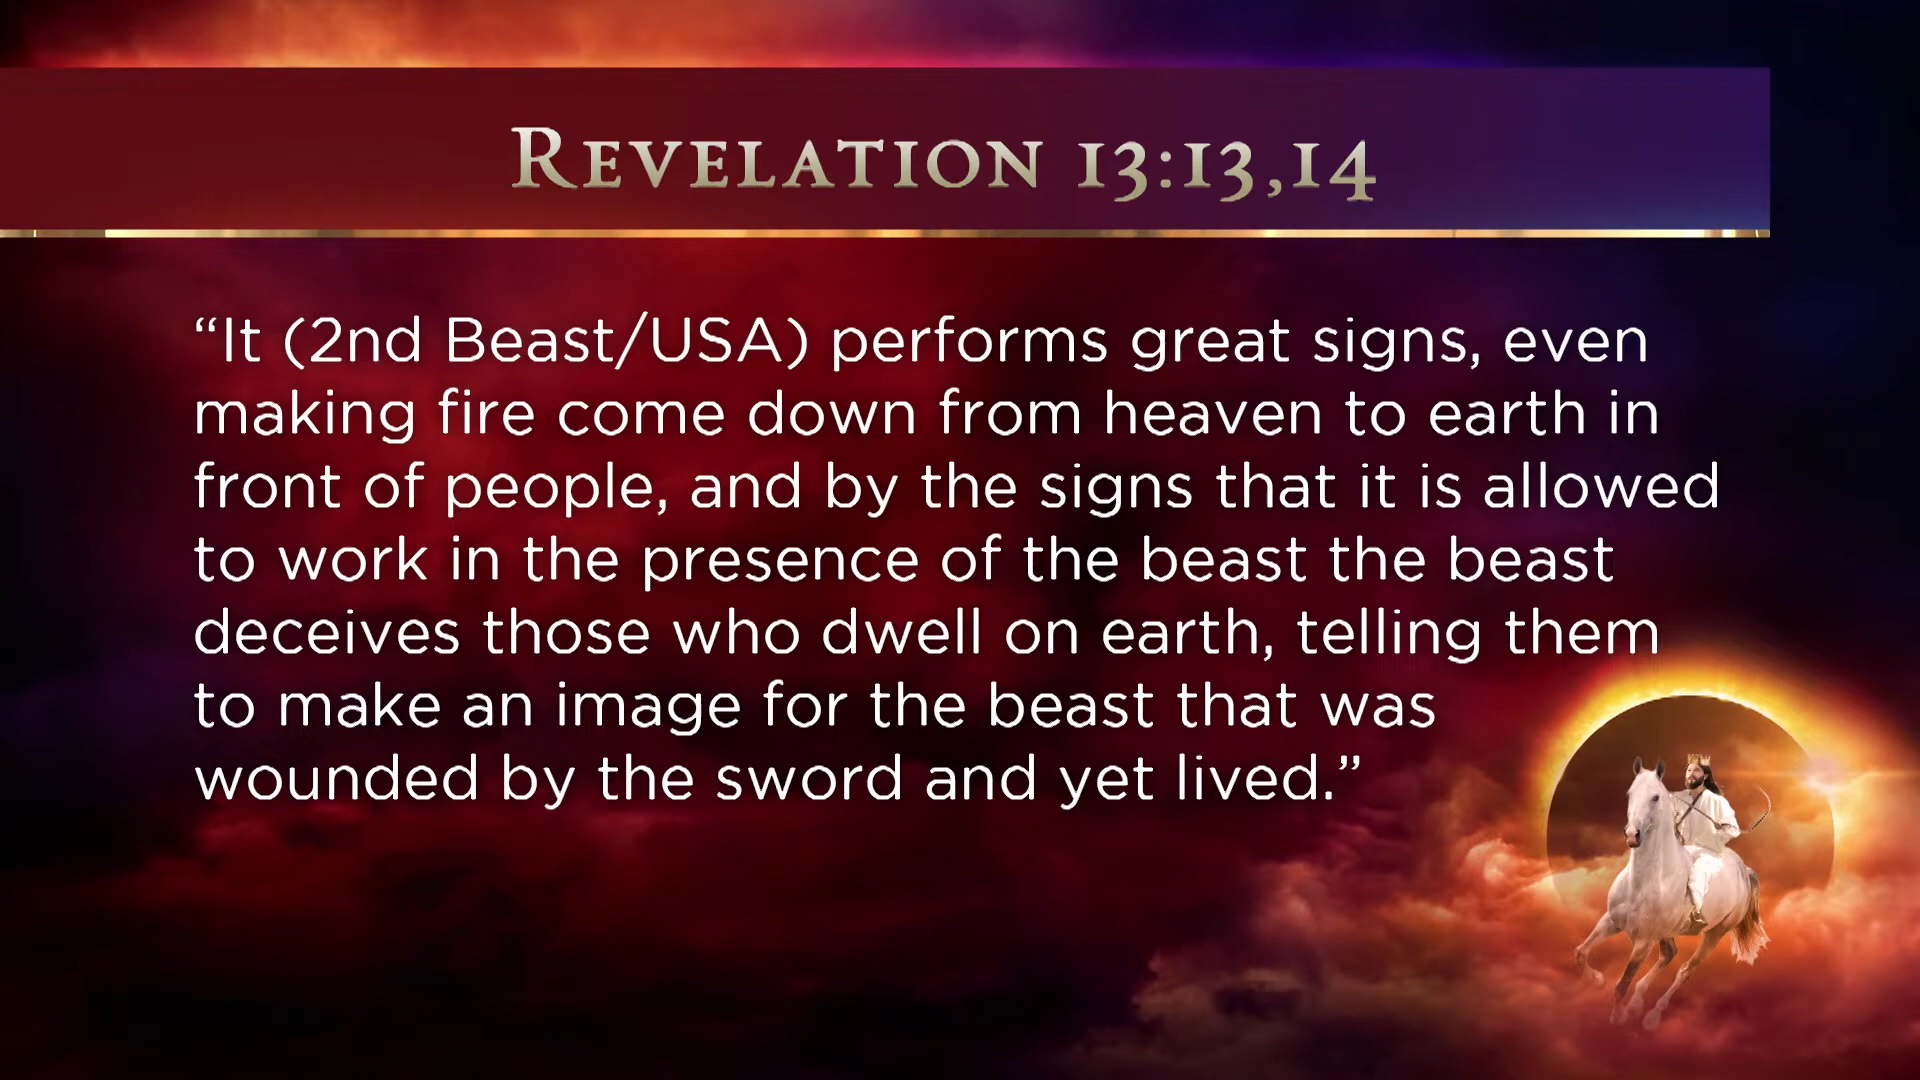 Revelation 13:13,14
“It (2nd Beast/USA) performs great signs, even
making fire come down from heaven to earth in
front of people, and by the signs that it is allowed
to work in the presence of the beast the beast
deceives those who dwell on earth, telling them
to make an image for the beast that was
wounded by the sword and yet lived.”